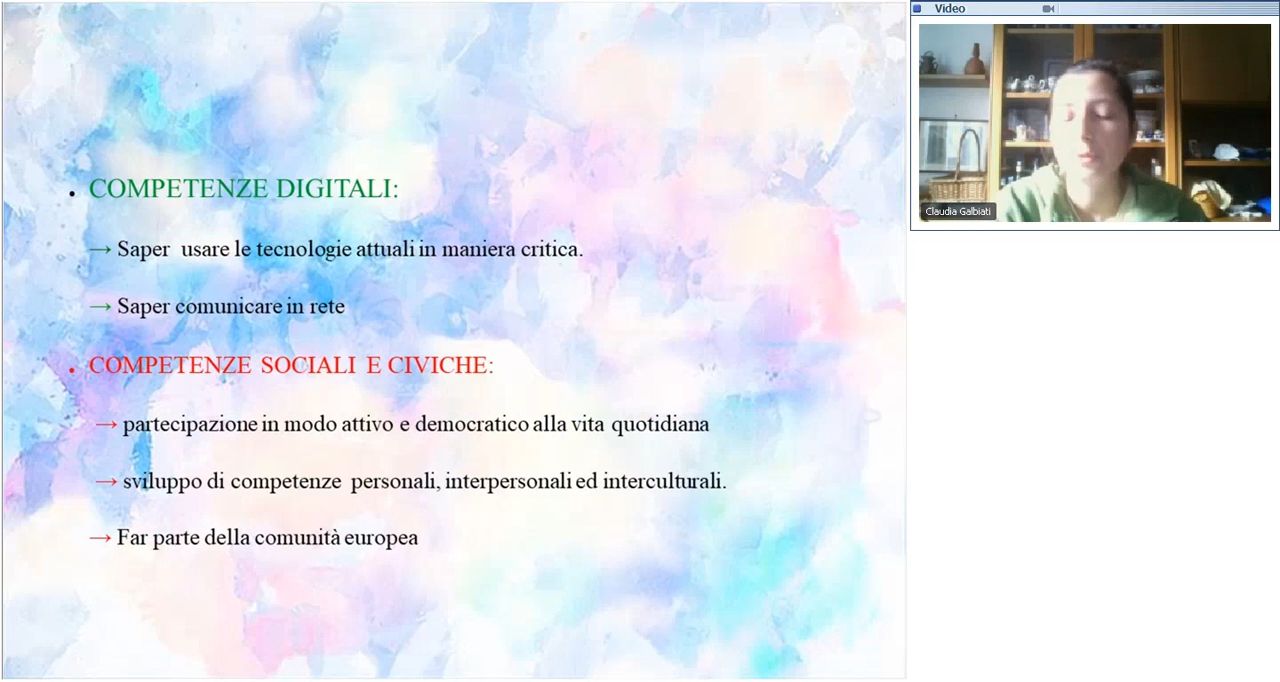 COMPETENZE DIGITALI:
→ Saper usare le tecnologie attuali in maniera critica.
→ Saper comunicare in rete
COMPETENZE SOCIALI E CIVICHE:
→ partecipazione in modo attivo e democratico alla vita quotidiana
→ sviluppo di competenze personali, interpersonali ed interculturali.
→ Far parte della comunità europea
Video
Claudia Galbiati